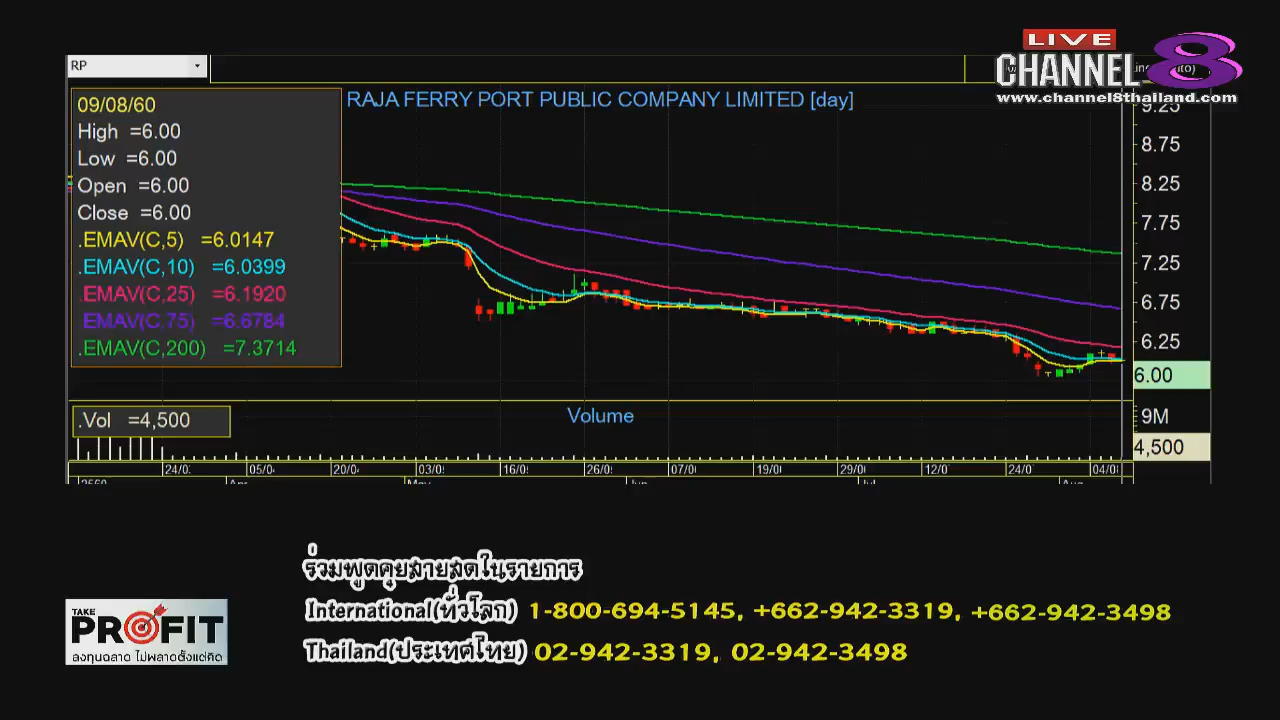 LIVE
CHANNEL 8
www.channel8thailand.com
RP
RAJA FERRY PORT PUBLIC COMPANY LIMITED [day]
09/08/60
High =6.00
Low =6.00
Open =6.00
Close =6.00
.EMAV(C,5) =6.0147
.EMAV(C,10) =6.0399
.EMAV(C,25) =6.1920
.EMAV(C,75) =6.6784
.EMAV(C,200) =7.3714
9.25
8.75
8.25
7.75
7.25
6.75
6.25
6.00
.Vol =4,500
Volume
9M
4,500
24/0 05/0 20/0 03/0 16/0 26/0 07/0 19/0 29/0 12/0 24/0 04/0
2560 Apr May Jun Jul Aug
ร่วมพูดคุยสายสดในรายการ
International(ทั่วโลก) 1-800-694-5145, +662-942-3319, +662-942-3498
Thailand(ประเทศไทย) 02-942-3319, 02-942-3498
TAKE
PROFIT
ลงทุนฉลาด ไม่พลาดตั้งแต่คิด